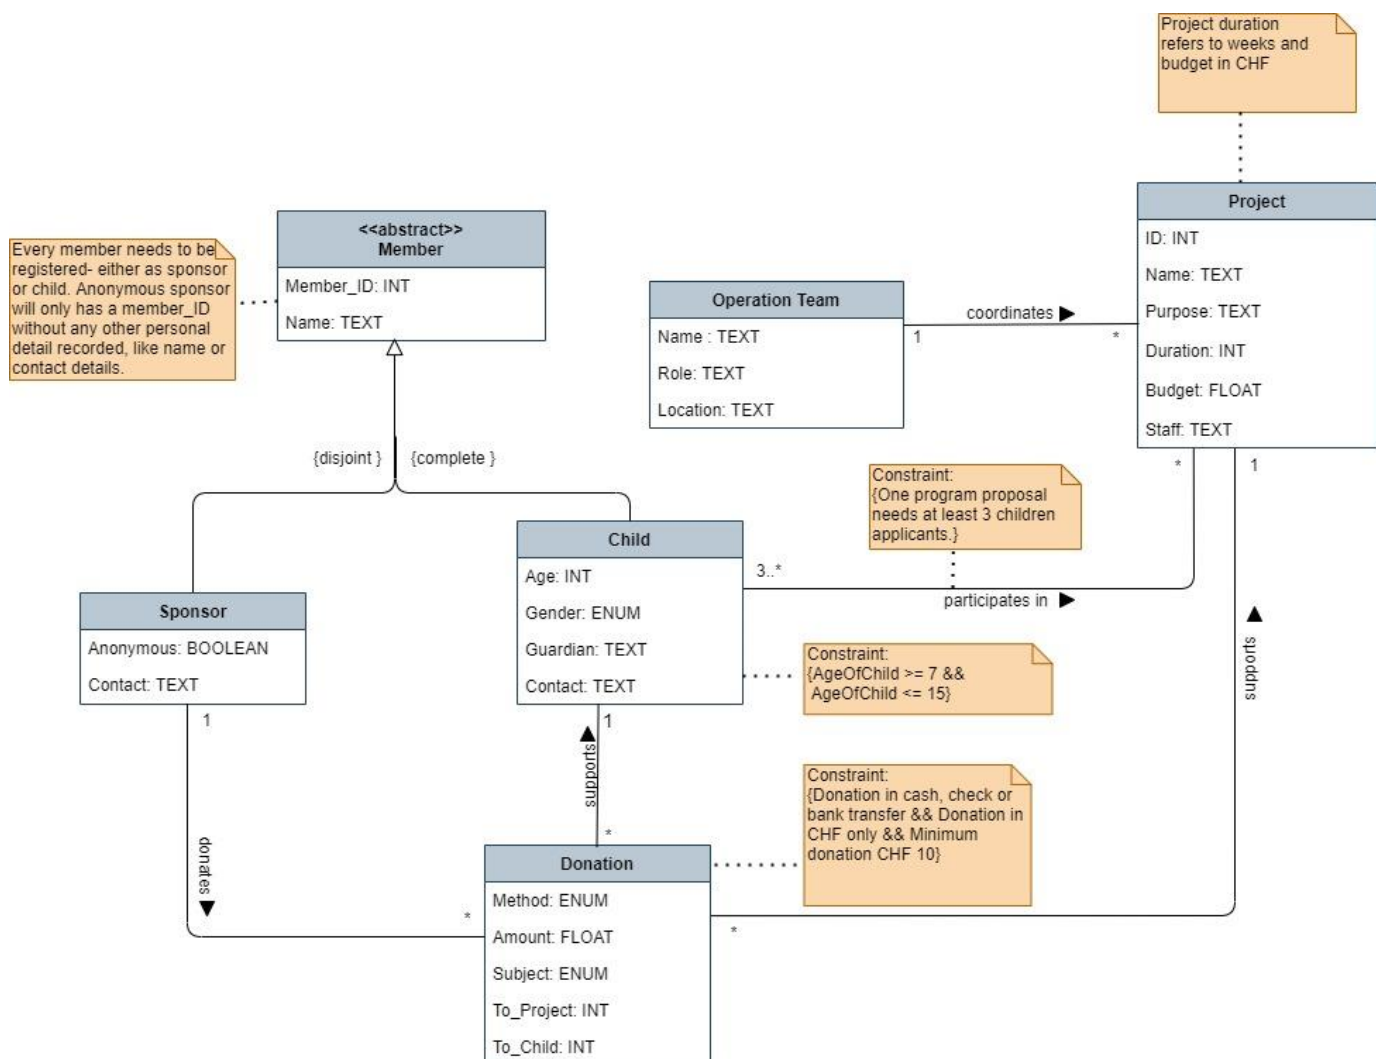 Project duration
refers to weeks and
budget in CHF
Project
ID: INT
Name: TEXT
Purpose: TEXT
Duration: INT
Budget: FLOAT
Staff: TEXT
<<abstract>>
Member
Member_ID: INT
Name: TEXT
Every member needs to be
registered- either as sponsor
or child. Anonymous sponsor
will only has a member_ID
without any other personal
detail recorded, like name or
contact details.
Operation Team
Name : TEXT
Role: TEXT
Location: TEXT
coordinates
1
*
{disjoint }
{complete }
Constraint:
{One program proposal
needs at least 3 children
applicants.}
*
1
Child
Age: INT
Gender: ENUM
Guardian: TEXT
Contact: TEXT
3..*
participates in
Sponsor
Anonymous: BOOLEAN
Contact: TEXT
Constraint:
{AgeOfChild >= 7 &&
AgeOfChild <= 15}
supports
1
1
supports
*
Constraint:
{Donation in cash, check or
bank transfer && Donation in
CHF only && Minimum
donation CHF 10}
donates
*
*
Donation
Method: ENUM
Amount: FLOAT
Subject: ENUM
To_Project: INT
To_Child: INT